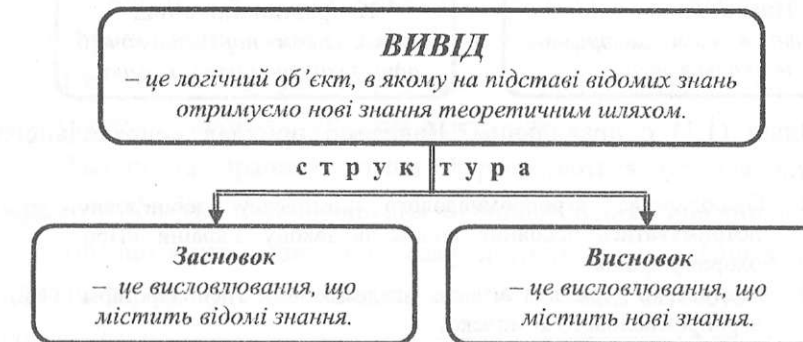 ВИВІД
– це логічний об’єкт, в якому на підставі відомих знань
отримуємо нові знання теоретичним шляхом.
структура
Засновок
– це висловлювання, що
містить відомі знання.
Висновок
– це висловлювання, що
містить нові знання.